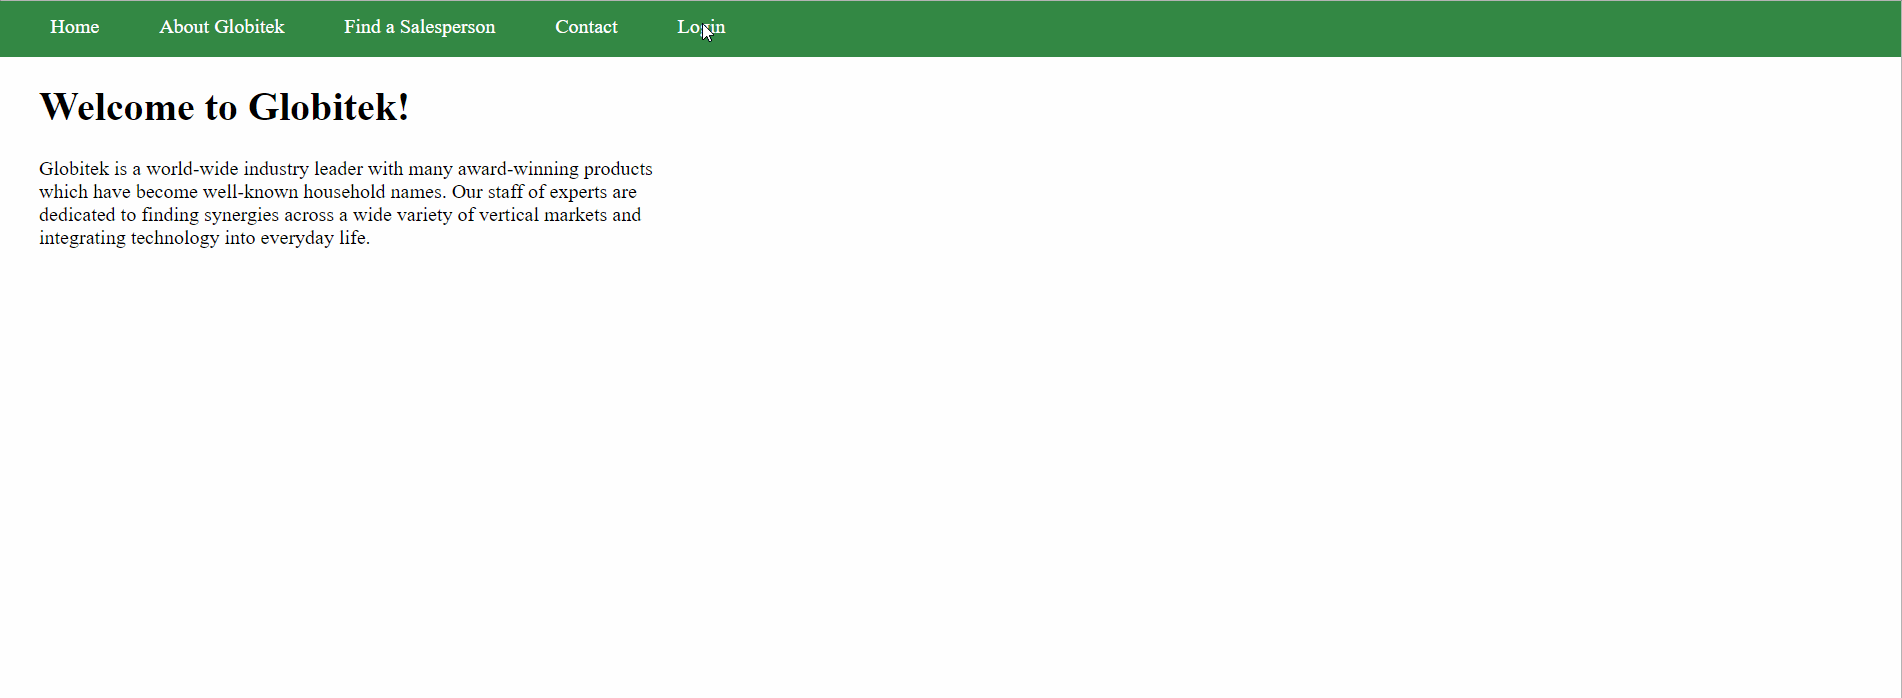 Home About Globitek Find a Salesperson Contact Login
Welcome to Globitek!
Globitek is a world-wide industry leader with many award-winning products
which have become well-known household names. Our staff of experts are
dedicated to finding synergies across a wide variety of vertical markets and
integrating technology into everyday life.